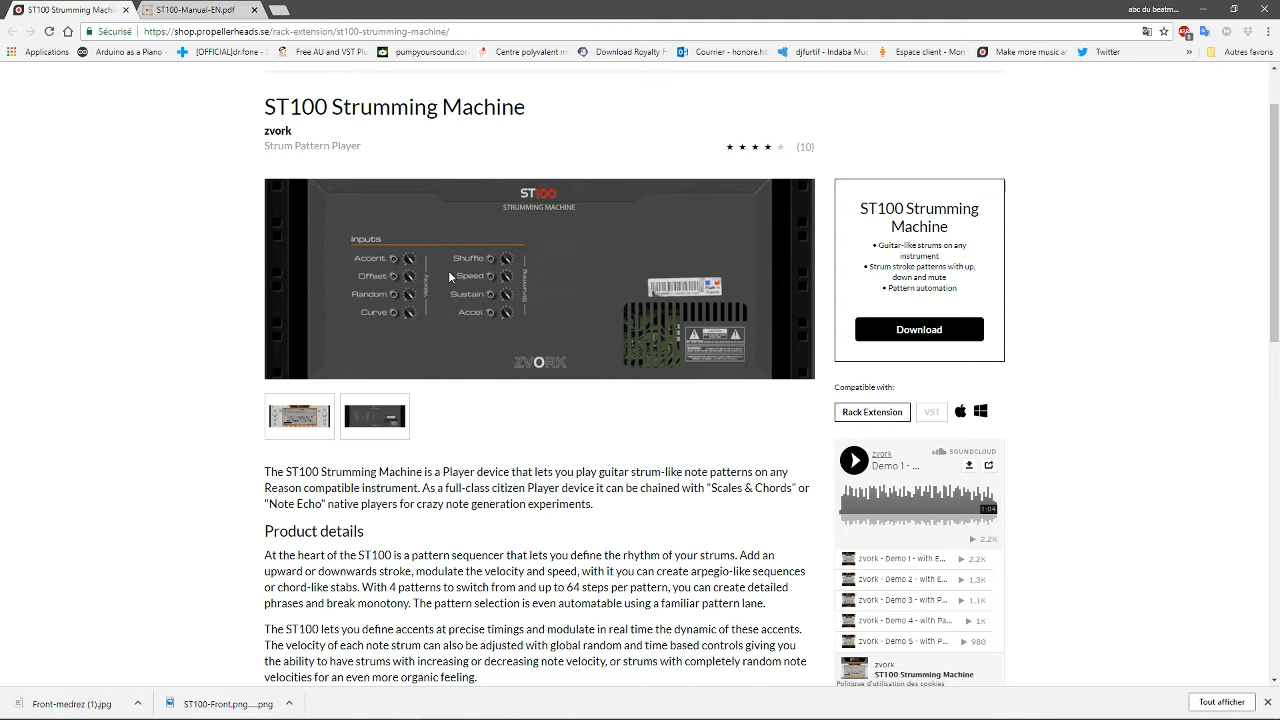 ST100 Strumming Mach
ST100-Manual-EN.pdf
abc du beatm...
Sécurisé
https://shop.propellerheads.se/rack-extension/st100-strumming-machine/
Applications
Arduino as a Piano -
[OFFICIAL]dr.fone -
Free AU and VST Plu
pumpyoursound.com
Centre polyvalent m
Download Royalty F
Courrier - honore.h6
djfurtif - Indaba Mu
Espace client - Mon
Make more music ar
Twitter
»
Autres favoris
ST100 Strumming Machine
zvork
Strum Pattern Player
(10)
ST100
STRUMMING MACHINE
Inputs
Accent
Offset
Random
Curve
Velocity
Shuffle
Speed
Sustain
Accel.
Strumming
ZVORK
ST100 Strumming
Machine
• Guitar-like strums on any
instrument
• Strum stroke patterns with up,
down and mute
• Pattern automation
Download
Compatible with:
Rack Extension
VST
zvork
Demo 1 - ...
SOUNDCLOUD
1:04
2.2K
zvork - Demo 1 - with E... 2.2K
zvork - Demo 2 - with E... 1.3K
zvork - Demo 3 - with P... 1.1K
zvork - Demo 4 - with Pa... 1K
zvork - Demo 5 - with P... 980
zvork
ST100 Strumming Machine
Politique d'utilisation des cookies
The ST100 Strumming Machine is a Player device that lets you play guitar strum-like note patterns on any
Reason compatible instrument. As a full-class citizen Player device it can be chained with "Scales & Chords" or
"Note Echo" native players for crazy note generation experiments.
Product details
At the heart of the ST100 is a pattern sequencer that lets you define the rhythm of your strums. Add an
upward or downwards stroke, modulate the velocity and speed with it you can create arpegio-like sequences
or chord-like stabs. With 4 patterns to switch from and up to 64 steps per pattern, you can create detailed
phrases and break monotony. The pattern selection is even automatable using a familiar pattern lane.
The ST100 lets you define accents at precise timings and modulate in real time the dynamic of these accents.
The velocity of each note strum can also be adjusted with global random and time based controls giving you
the ability to have strums with increasing or decreasing note velocity, or strums with completely random note
velocities for an even more organic feeling.
Front-medrez (1).jpg
ST100-Front.png.....png
Tout afficher